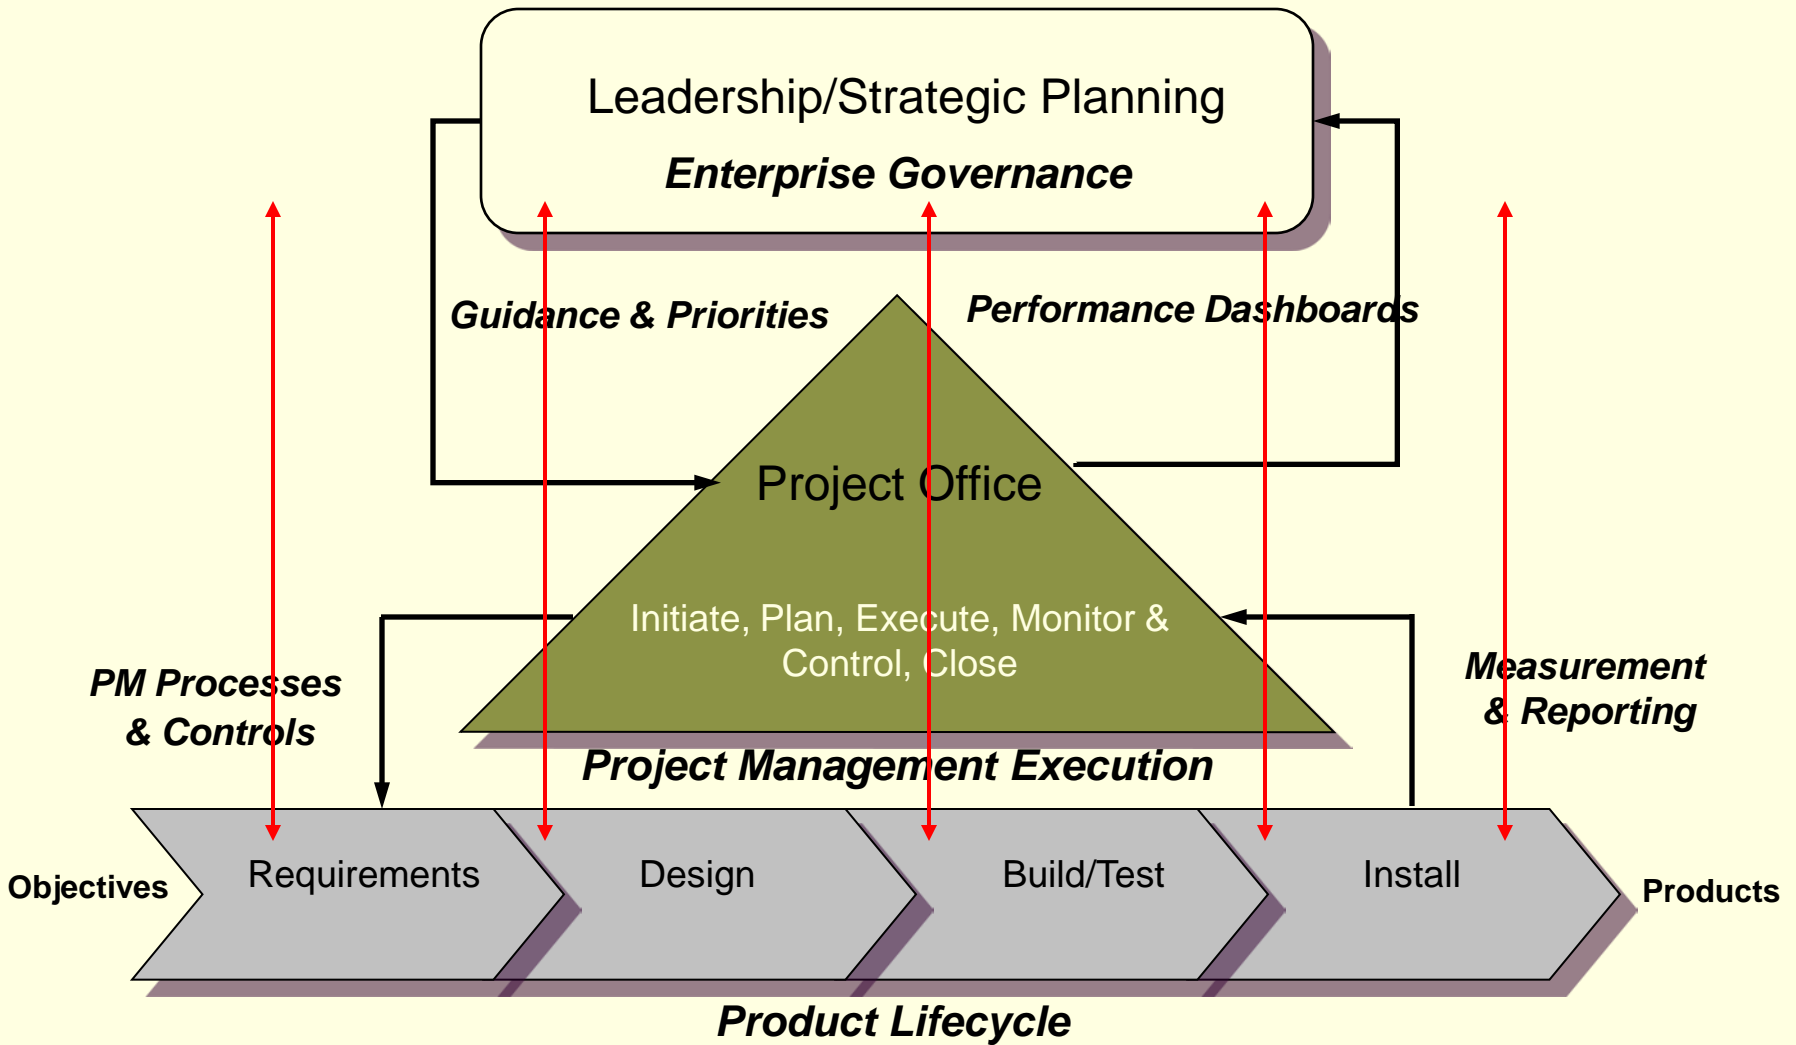 Leadership/Strategic Planning
Enterprise Governance
Guidance & Priorities
Performance Dashboards
Project Office
Initiate, Plan, Execute, Monitor &
Control, Close
PM Processes
& Controls
Measurement
& Reporting
Project Management Execution
Objectives
Requirements
Design
Build/Test
Install
Products
Product Lifecycle